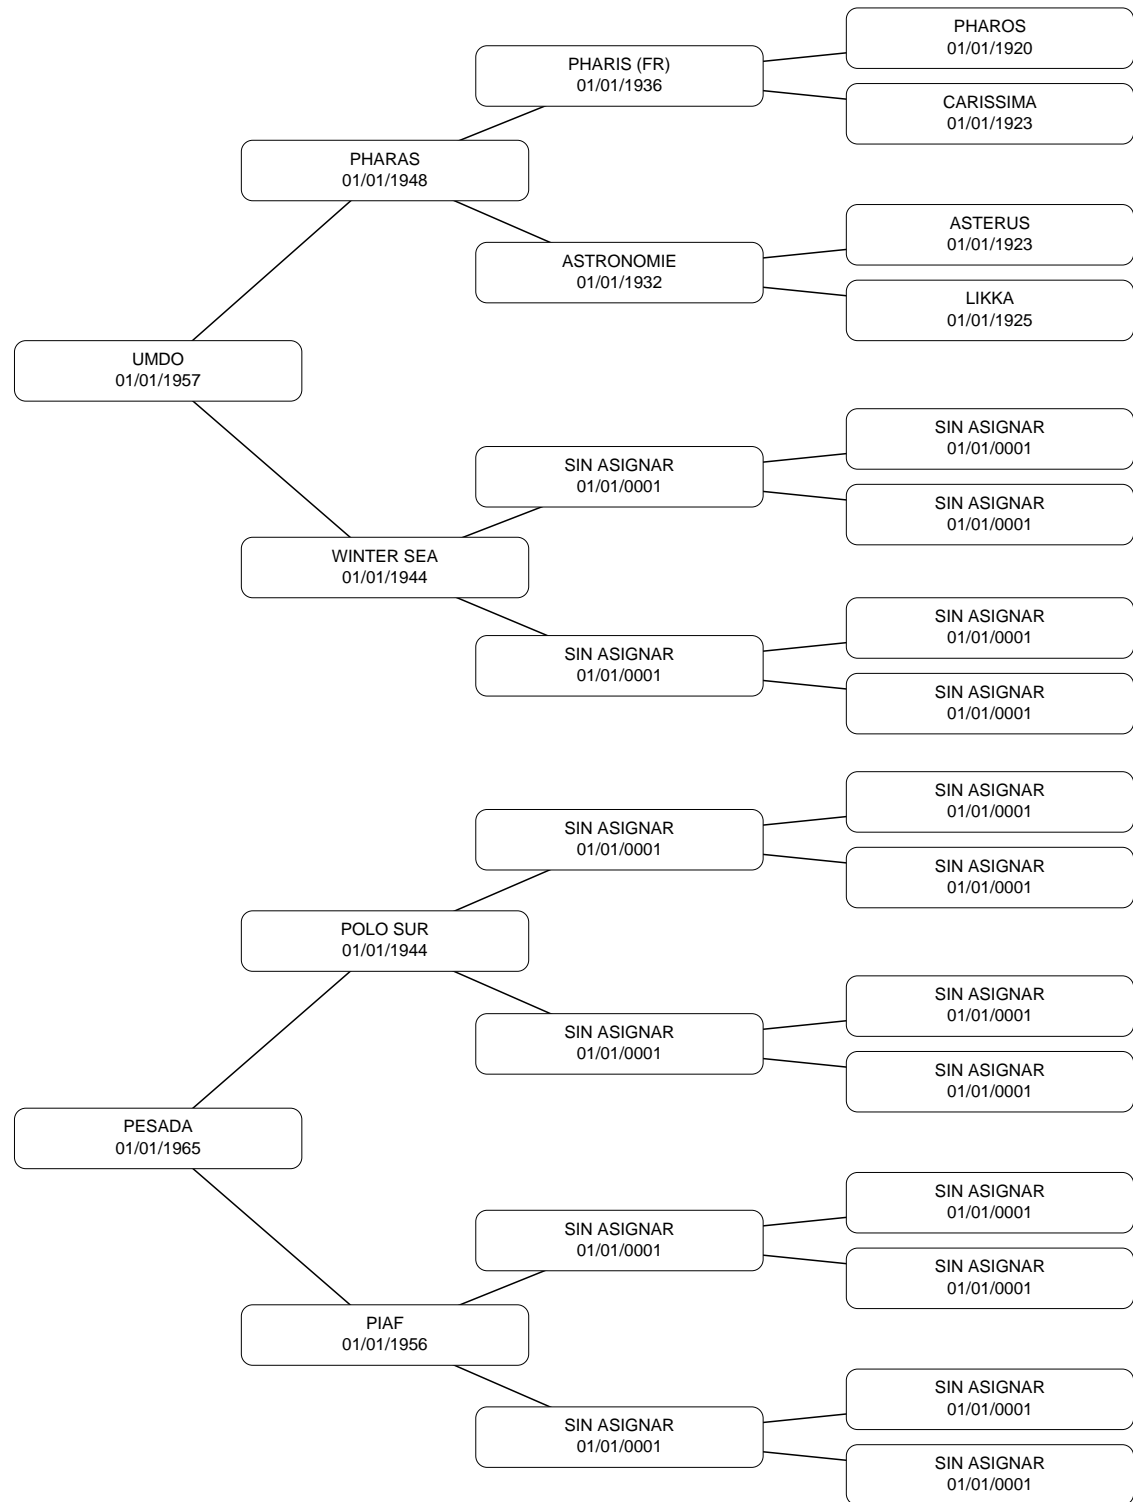 PHAROS
01/01/1920
PHARIS (FR)
01/01/1936
CARISSIMA
01/01/1923
PHARAS
01/01/1948
ASTERUS
01/01/1923
ASTRONOMIE
01/01/1932
LIKKA
01/01/1925
UMDO
01/01/1957
SIN ASIGNAR
01/01/0001
SIN ASIGNAR
01/01/0001
SIN ASIGNAR
01/01/0001
WINTER SEA
01/01/1944
SIN ASIGNAR
01/01/0001
SIN ASIGNAR
01/01/0001
SIN ASIGNAR
01/01/0001
SIN ASIGNAR
01/01/0001
SIN ASIGNAR
01/01/0001
SIN ASIGNAR
01/01/0001
POLO SUR
01/01/1944
SIN ASIGNAR
01/01/0001
SIN ASIGNAR
01/01/0001
SIN ASIGNAR
01/01/0001
PESADA
01/01/1965
SIN ASIGNAR
01/01/0001
SIN ASIGNAR
01/01/0001
SIN ASIGNAR
01/01/0001
PIAF
01/01/1956
SIN ASIGNAR
01/01/0001
SIN ASIGNAR
01/01/0001
SIN ASIGNAR
01/01/0001